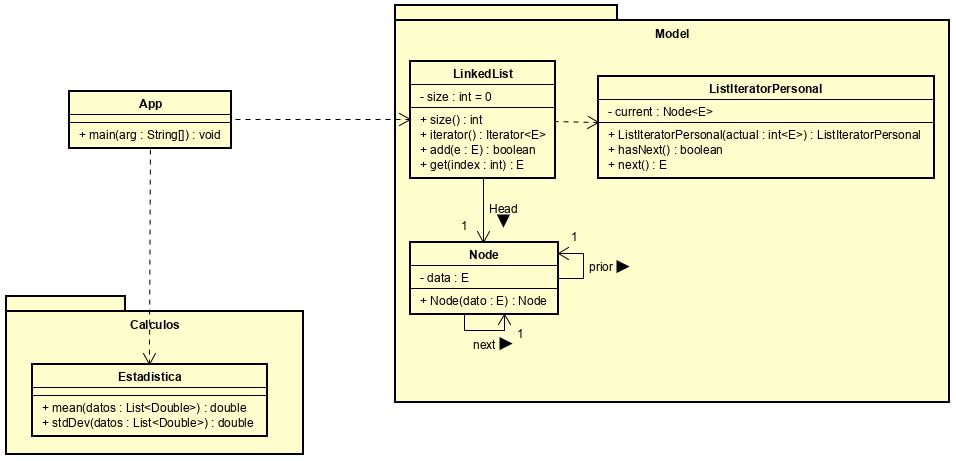 App
+ main(arg : String[]) : void
Model
LinkedList
- size : int = 0
+ size() : int
+ iterator() : Iterator<E>
+ add(e : E) : boolean
+ get(index : int) : E
ListIteratorPersonal
- current : Node<E>
+ ListIteratorPersonal(actual : int<E>) : ListIteratorPersonal
+ hasNext() : boolean
+ next() : E
Head
1
Node
- data : E
+ Node(dato : E) : Node
1
prior
1
next
Calculos
Estadistica
+ mean(datos : List<Double>) : double
+ stdDev(datos : List<Double>) : double